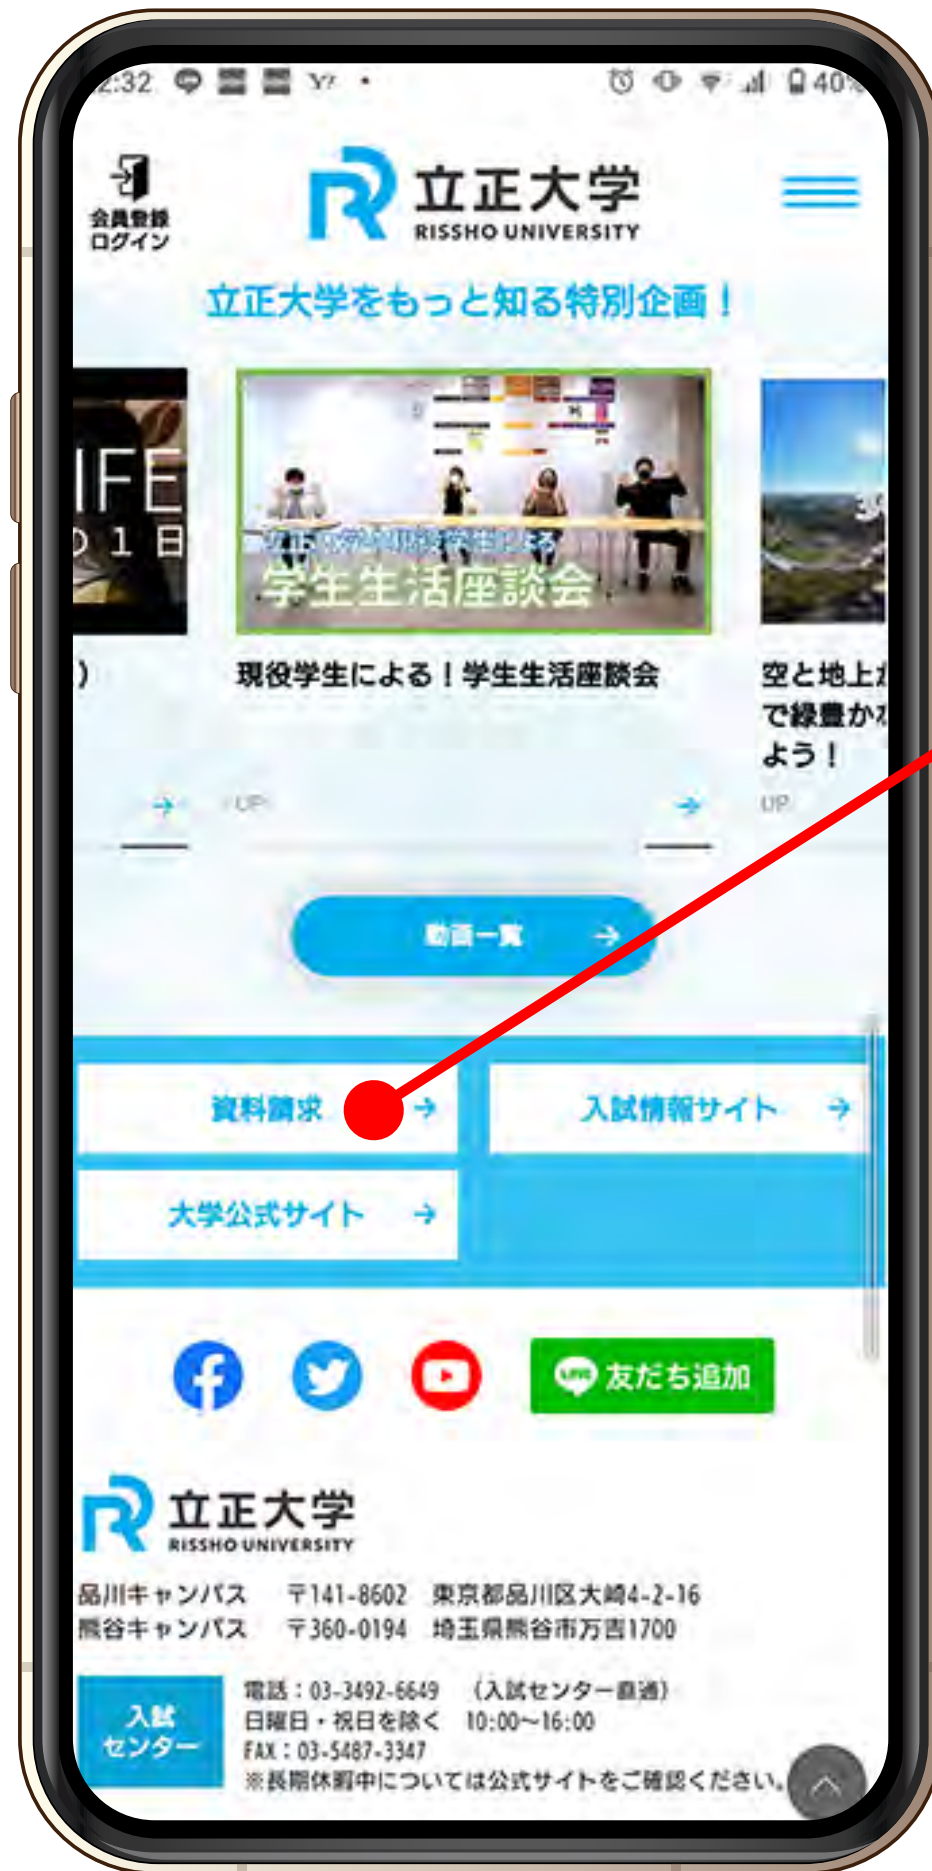 2:32 Y? 40%
会員登録
ログイン
立正大学
RISSHO UNIVERSITY
立正大学をもっと知る特別企画！
IFE
1日
学生生活座談会
)
現役学生による！学生生活座談会
空と地上
で緑豊か
よう！
UP
UP
動画一覧
資料請求
入試情報サイト
大学公式サイト
LINE 友だち追加
立正大学
RISSHO UNIVERSITY
品川キャンパス 〒141-8602 東京都品川区大崎4-2-16
熊谷キャンパス 〒360-0194 埼玉県熊谷市万吉1700
入試
センター
電話：03-3492-6649 （入試センター直通）
日曜日・祝日を除く 10:00〜16:00
FAX：03-5487-3347
※長期休暇中については公式サイトをご確認ください。